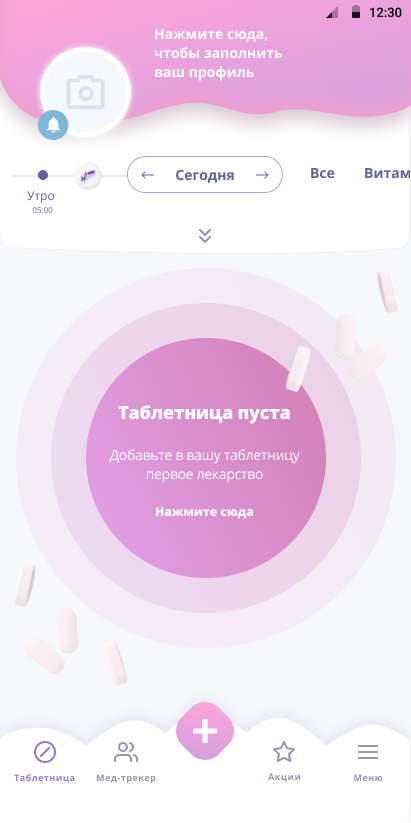 12:30
Нажмите сюда,
чтобы заполнить
ваш профиль
Сегодня
Все
Витам
Утро
05:00
Таблетница пуста
Добавьте в вашу таблетницу
первое лекарство
Нажмите сюда
Таблетница
Мед-трекер
Акции
Меню